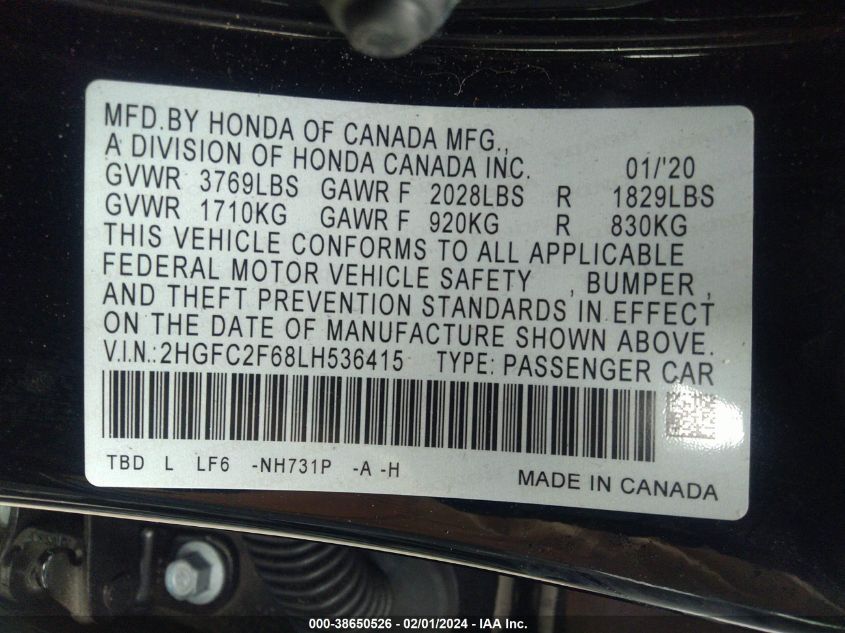 MFD.BY HONDA OF CANADA MFG.,
A DIVISION OF HONDA CANADA INC. 01/'20
GVWR 3769LBS GAWR F 2028LBS R 1829LBS
GVWR 1710KG GAWR F 920KG R 830KG
THIS VEHICLE CONFORMS TO ALL APPLICABLE
FEDERAL MOTOR VEHICLE SAFETY , BUMPER ,
AND THEFT PREVENTION STANDARDS IN EFFECT
ON THE DATE OF MANUFACTURE SHOWN ABOVE.
V.I.N.:2HGFC2F68LH536415 TYPE: PASSENGER CAR
TBD L LF6 -NH731P -A -H
MADE IN CANADA
000-38650526 - 02/01/2024 - IAA Inc.